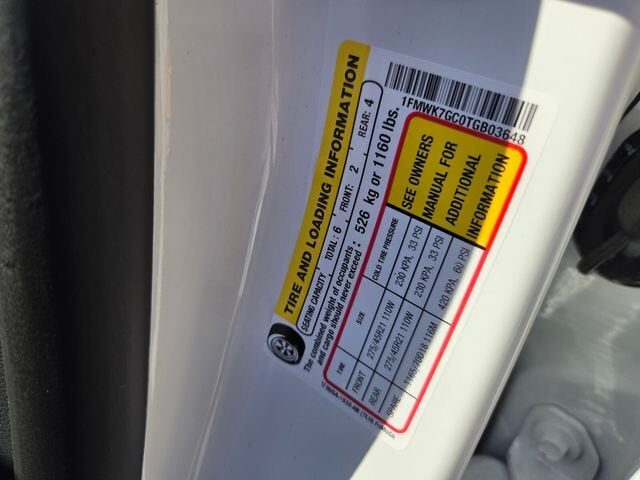 1FMWK7GC0TGB03648
TIRE AND LOADING INFORMATION
SEATING CAPACITY TOTAL: 6 FRONT: 2 REAR: 4
The combined weight of occupants and cargo should never exceed: 526 kg or 1160 lbs.
TIRE SIZE COLD TIRE PRESSURE
FRONT 275/45R21 110W 230 KPA, 33 PSI
REAR 275/45R21 110W 230 KPA, 33 PSI
SPARE T165/70D18 116M 420 KPA, 60 PSI
SEE OWNERS
MANUAL FOR
ADDITIONAL
INFORMATION